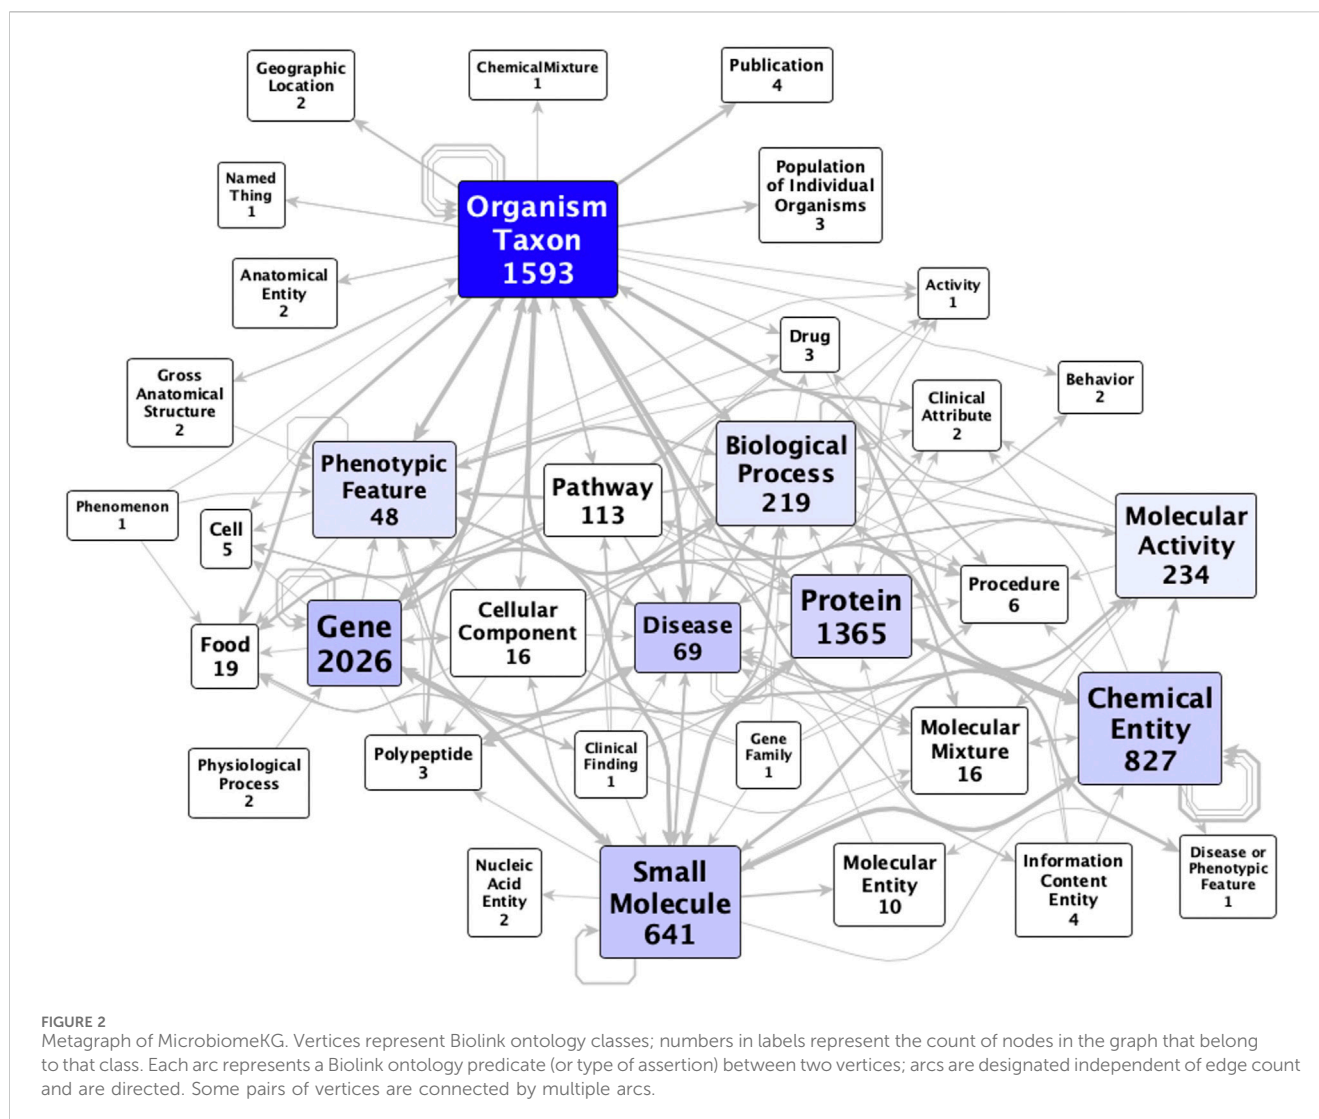 Geographic
Location
2
ChemicalMixture
1
Publication
4
Named
Thing
1
Organism
Taxon
1593
Population
of Individual
Organisms
3
Anatomical
Entity
2
Activity
1
Drug
3
Gross
Anatomical
Structure
2
Behavior
2
Clinical
Attribute
2
Phenotypic
Feature
48
Pathway
113
Biological
Process
219
Phenomenon
1
Cell
5
Molecular
Activity
234
Food
19
Gene
2026
Cellular
Component
16
Disease
69
Protein
1365
Procedure
6
Physiological
Process
2
Polypeptide
3
Clinical
Finding
1
Gene
Family
1
Molecular
Mixture
16
Chemical
Entity
827
Nucleic
Acid
Entity
2
Small
Molecule
641
Molecular
Entity
10
Information
Content
Entity
4
Disease or
Phenotypic
Feature
1
FIGURE 2
Metagraph of MicrobiomeKG. Vertices represent Biolink ontology classes; numbers in labels represent the count of nodes in the graph that belong
to that class. Each arc represents a Biolink ontology predicate (or type of assertion) between two vertices; arcs are designated independent of edge count
and are directed. Some pairs of vertices are connected by multiple arcs.